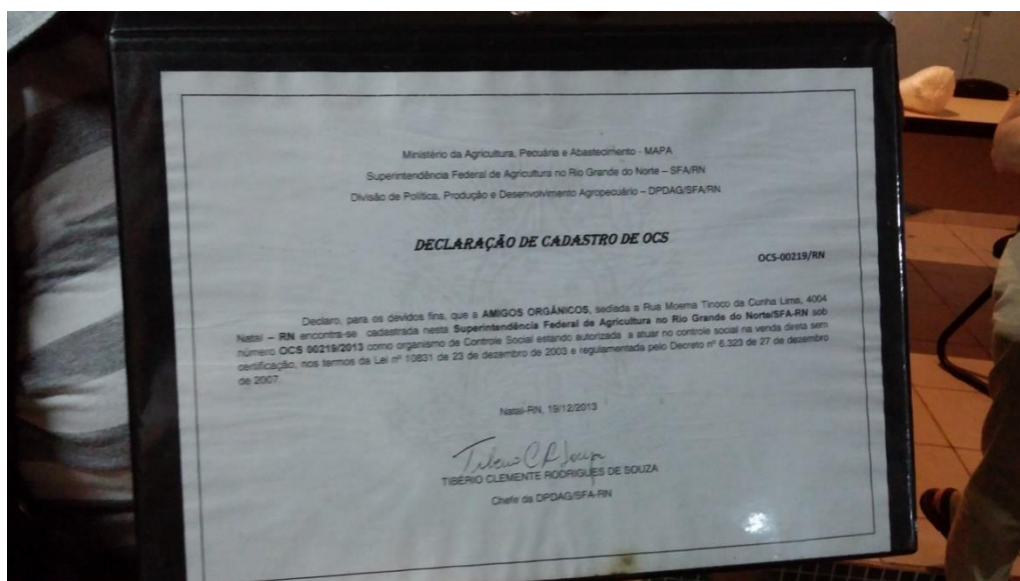 Ministério da Agricultura, Pecuária e Abastecimento - MAPA
Superintendência Federal de Agricultura no Rio Grande do Norte – SFA/RN
Divisão de Política, Produção e Desenvolvimento Agropecuário – DPDAG/SFA/RN
DECLARAÇÃO DE CADASTRO DE OCS
OCS-00219/RN
Declaro, para os devidos fins, que a AMIGOS ORGÂNICOS, sediada a Rua Moema Tinoco da Cunha Lima, 4004
Natal – RN encontra-se cadastrada nesta Superintendência Federal de Agricultura no Rio Grande do Norte/SFA-RN sob
número OCS 00219/2013 como organismo de Controle Social estando autorizada a atuar no controle social na venda direta sem
certificação, nos termos da Lei nº 10831 de 23 de dezembro de 2003 e regulamentada pelo Decreto nº 6.323 de 27 de dezembro
de 2007.
Natal-RN, 19/12/2013
TIBÉRIO CLEMENTE RODRIGUES DE SOUZA
Chefe da DPDAG/SFA-RN